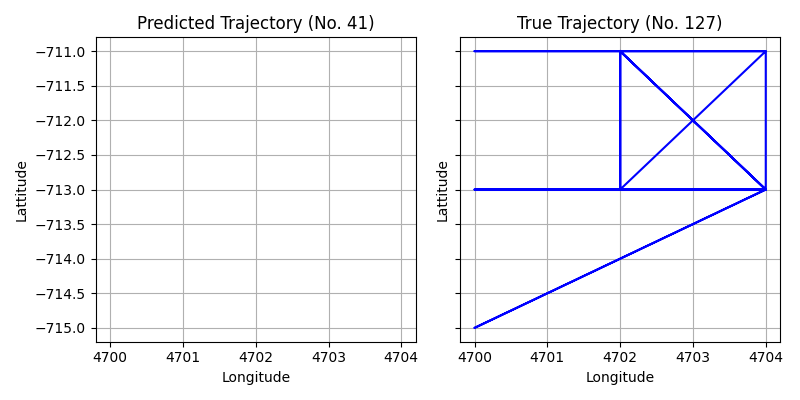 Predicted Trajectory (No. 41)
True Trajectory (No. 127)
Lattitude
−711.0
−711.5
−712.0
−712.5
−713.0
−713.5
−714.0
−714.5
−715.0
4700 4701 4702 4703 4704
Longitude
Lattitude
4700 4701 4702 4703 4704
Longitude